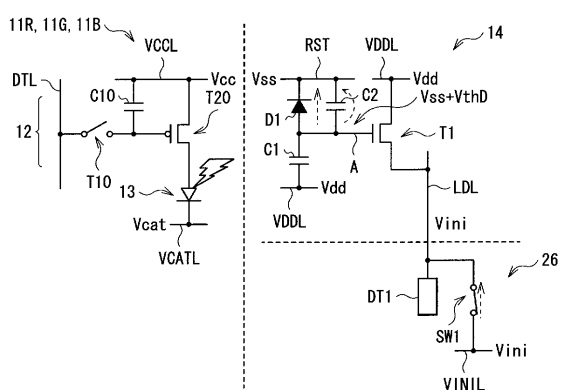 11R, 11G, 11B
VCCL
Vcc
DTL
C10
12
T20
T10
13
Vcat
VCATL
14
RST
VDDL
Vss
Vdd
C2
D1
Vss+VthD
C1
T1
A
Vdd
LDL
VDDL
Vini
26
DT1
SW1
Vini
VINIL